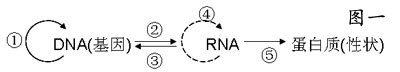 ④ 图一
① DNA(基因) ② ③ RNA ⑤ 蛋白质(性状)